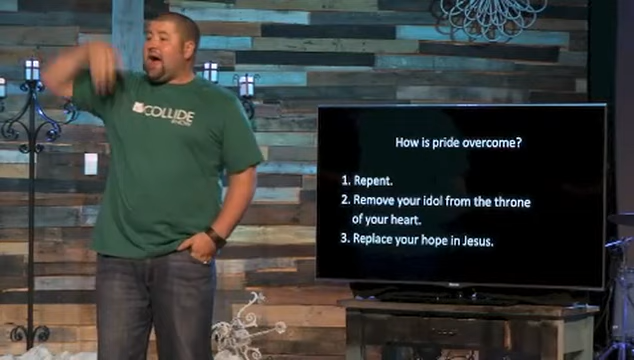 COLLIDE
How is pride overcome?
1. Repent.
2. Remove your idol from the throne
of your heart.
3. Replace your hope in Jesus.